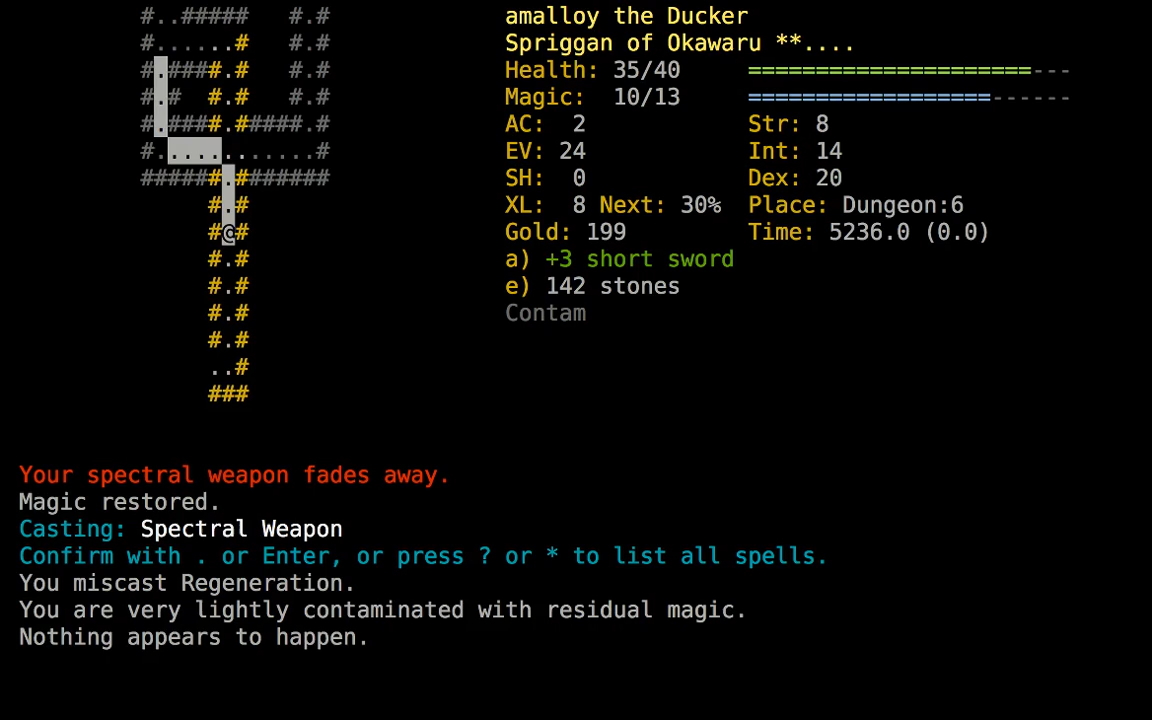 #..#####   #.#
#......#   #.#
#.###.#   #.#
#.#  #.#   #.#
#.####.#####.#
#...........#
######.#######
#.#
#@#
#.#
#.#
#.#
#.#
..#
###
amalloy the Ducker
Spriggan of Okawaru **....
Health: 35/40 =====================---
Magic:  10/13 ==================------
AC:  2 Str: 8
EV: 24 Int: 14
SH:  0 Dex: 20
XL:  8 Next: 30% Place: Dungeon:6
Gold: 199 Time: 5236.0 (0.0)
a) +3 short sword
e) 142 stones
Contam
Your spectral weapon fades away.
Magic restored.
Casting: Spectral Weapon
Confirm with . or Enter, or press ? or * to list all spells.
You miscast Regeneration.
You are very lightly contaminated with residual magic.
Nothing appears to happen.